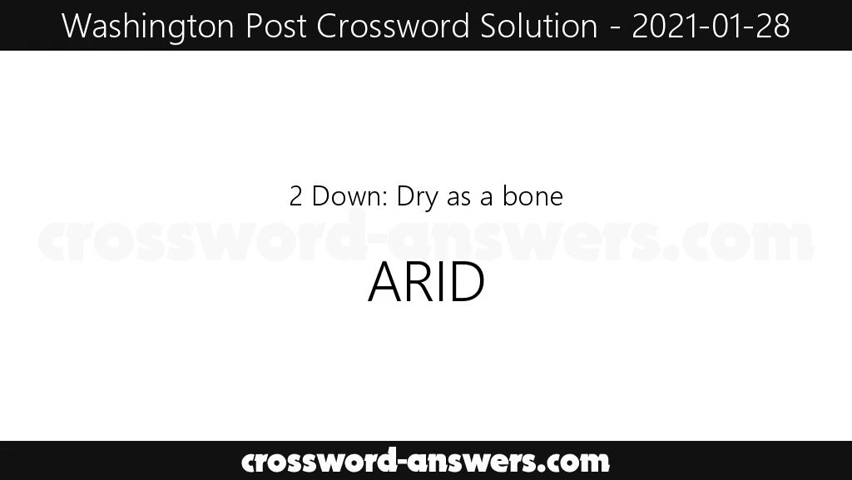 Washington Post Crossword Solution - 2021-01-28
2 Down: Dry as a bone
crossword-answers.com
ARID
crossword-answers.com